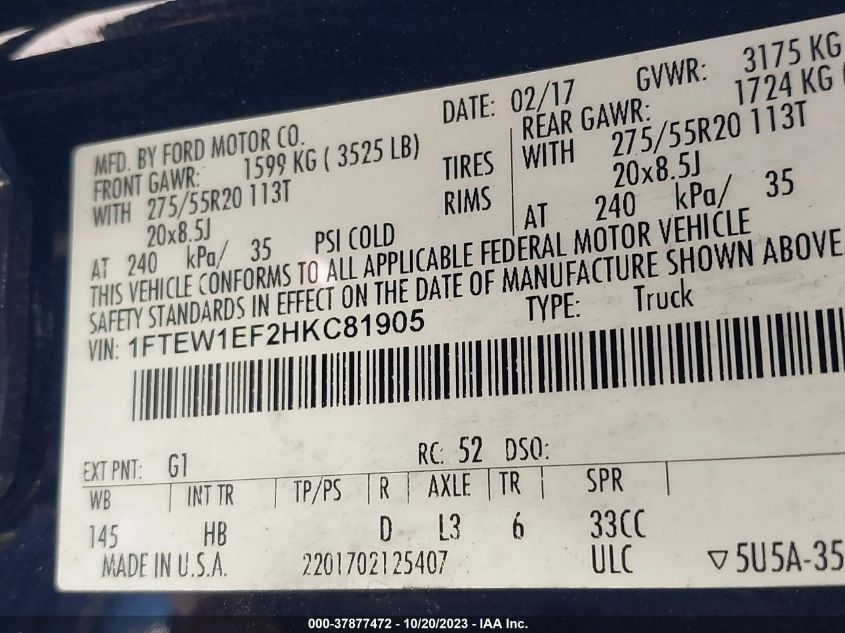 MFD. BY FORD MOTOR CO.
DATE: 02/17
GVWR: 3175 KG
FRONT GAWR: 1599 KG ( 3525 LB)
REAR GAWR: 1724 KG (
WITH 275/55R20 113T
TIRES
WITH 275/55R20 113T
20x8.5J
RIMS
20x8.5J
AT 240 kPa/ 35 PSI COLD
AT 240 kPa/ 35
THIS VEHICLE CONFORMS TO ALL APPLICABLE FEDERAL MOTOR VEHICLE
SAFETY STANDARDS IN EFFECT ON THE DATE OF MANUFACTURE SHOWN ABOVE.
VIN: 1FTEW1EF2HKC81905
TYPE: Truck
EXT PNT: G1
RC: 52 DSO:
WB INT TR TP/PS R AXLE TR SPR
145 HB D L3 6 33CC
MADE IN U.S.A. 2201702125407 ULC ▽5U5A-35
000-37877472 - 10/20/2023 - IAA Inc.